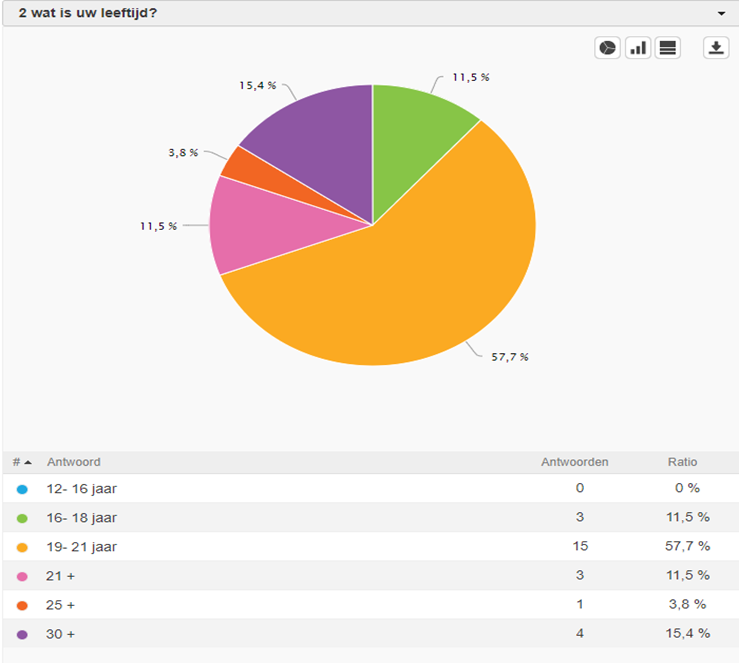 2 wat is uw leeftijd?
11,5 %
15,4 %
3,8 %
11,5 %
57,7 %
# Antwoord Antwoorden Ratio
12- 16 jaar 0 0 %
16- 18 jaar 3 11,5 %
19- 21 jaar 15 57,7 %
21 + 3 11,5 %
25 + 1 3,8 %
30 + 4 15,4 %